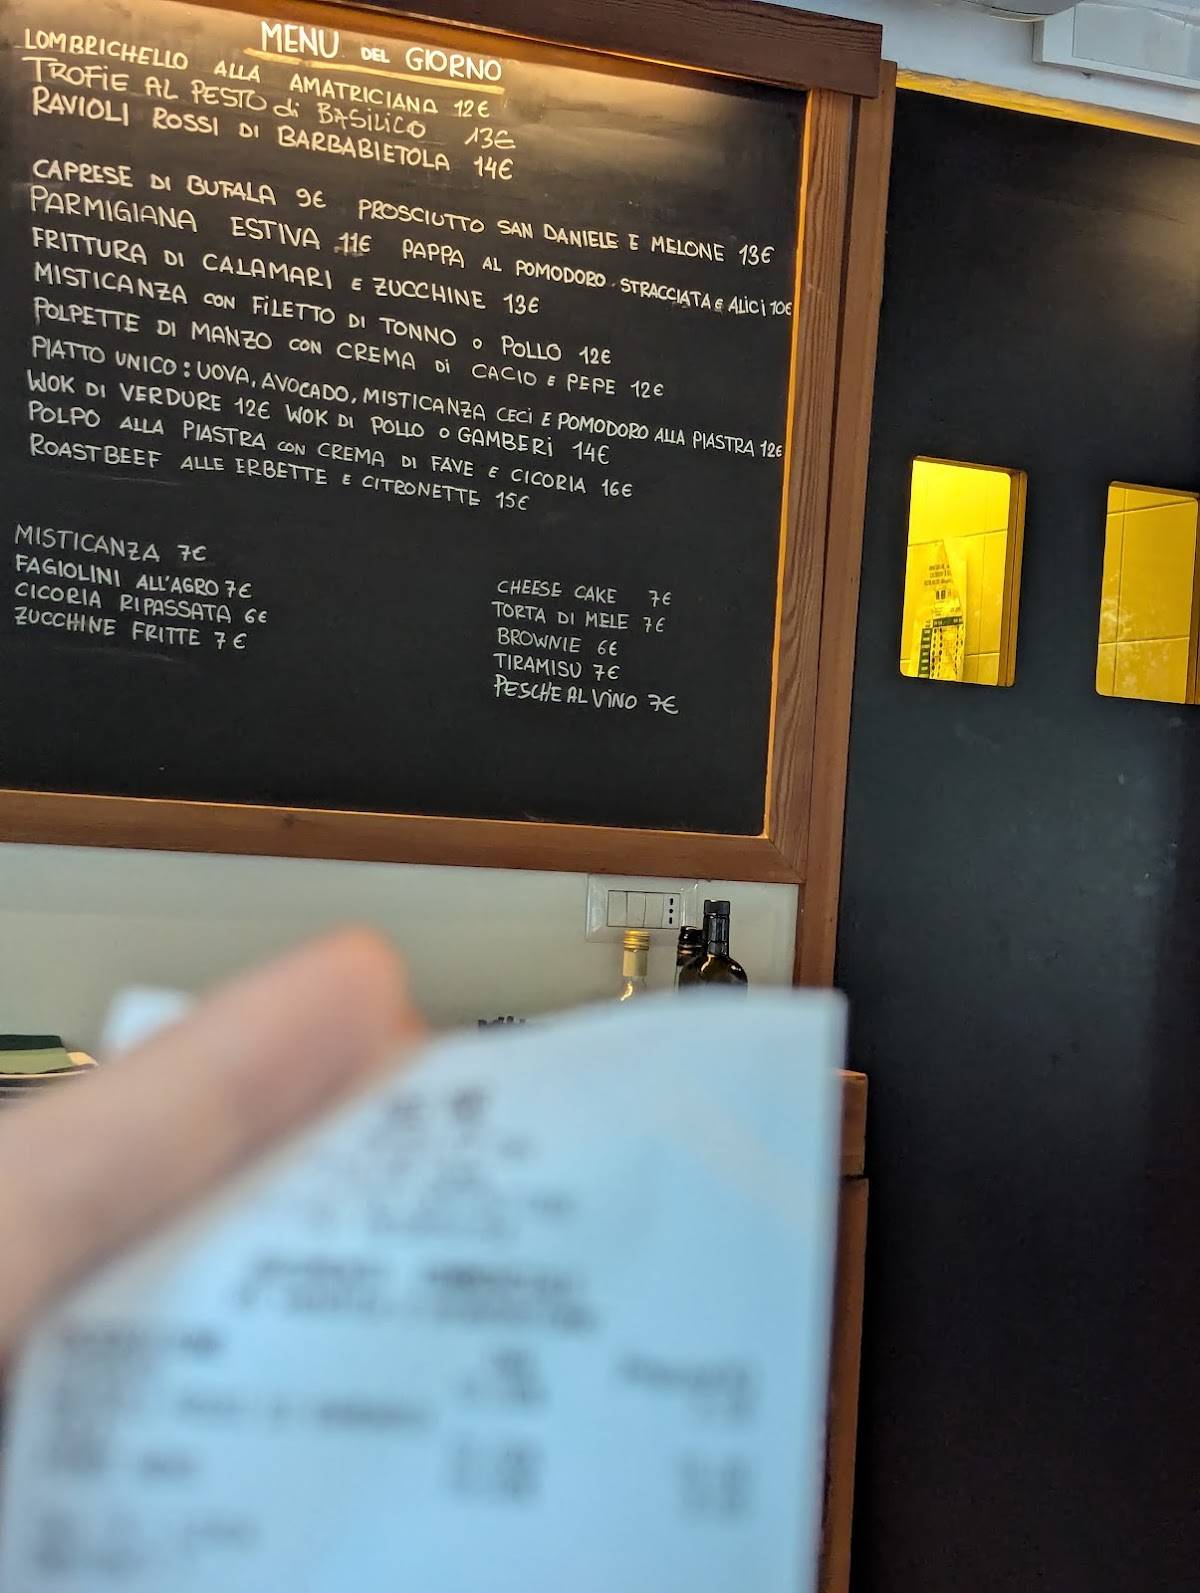 MENU DEL GIORNO
LOMBRICHELLO ALLA AMATRICIANA 12€
TROFIE AL PESTO di BASILICO 13€
RAVIOLI ROSSI DI BARBABIETOLA 14€
CAPRESE DI BUFALA 9€ PROSCIUTTO SAN DANIELE E MELONE 13€
PARMIGIANA ESTIVA 11€ PAPPA AL POMODORO STRACCIATA E ALICI 10€
FRITTURA DI CALAMARI E ZUCCHINE 13€
MISTICANZA CON FILETTO DI TONNO O POLLO 12€
POLPETTE DI MANZO CON CREMA di CACIO E PEPE 12€
PIATTO UNICO: UOVA, AVOCADO, MISTICANZA CECI E POMODORO ALLA PIASTRA 12€
WOK DI VERDURE 12€ WOK DI POLLO O GAMBERI 14€
POLPO ALLA PIASTRA CON CREMA DI FAVE E CICORIA 16€
ROASTBEEF ALLE ERBETTE E CITRONETTE 15€
MISTICANZA 7€
FAGIOLINI ALL'AGRO 7€
CICORIA RIPASSATA 6€
ZUCCHINE FRITTE 7€
CHEESE CAKE 7€
TORTA DI MELE 7€
BROWNIE 6€
TIRAMISU 7€
PESCHE AL VINO 7€